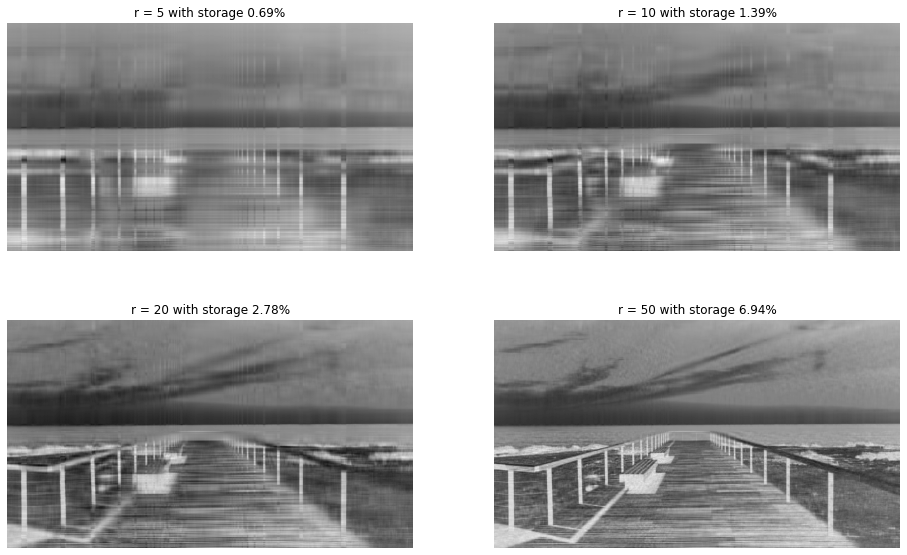 r = 5 with storage 0.69%
r = 10 with storage 1.39%
r = 20 with storage 2.78%
r = 50 with storage 6.94%